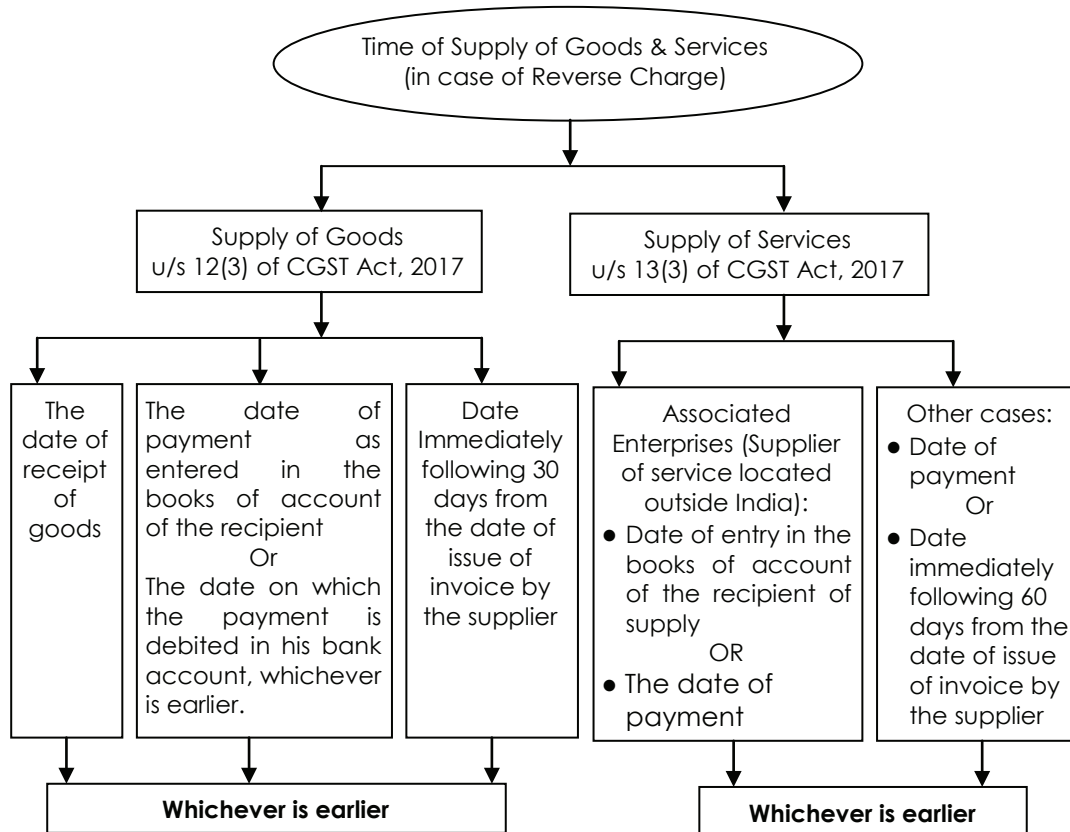 Time of Supply of Goods & Services
(in case of Reverse Charge)
Supply of Goods
u/s 12(3) of CGST Act, 2017
Supply of Services
u/s 13(3) of CGST Act, 2017
The
date of
receipt
of
goods
The date of
payment as
entered in the
books of account
of the recipient
Or
The date on which
the payment is
debited in his bank
account, whichever
is earlier.
Date
Immediately
following 30
days from
the date of
issue of
invoice by
the supplier
Associated
Enterprises (Supplier
of service located
outside India):
● Date of entry in the
books of account
of the recipient of
supply
OR
● The date of
payment
Other cases:
● Date of
payment
Or
● Date
immediately
following 60
days from the
date of issue
of invoice by
the supplier
Whichever is earlier
Whichever is earlier